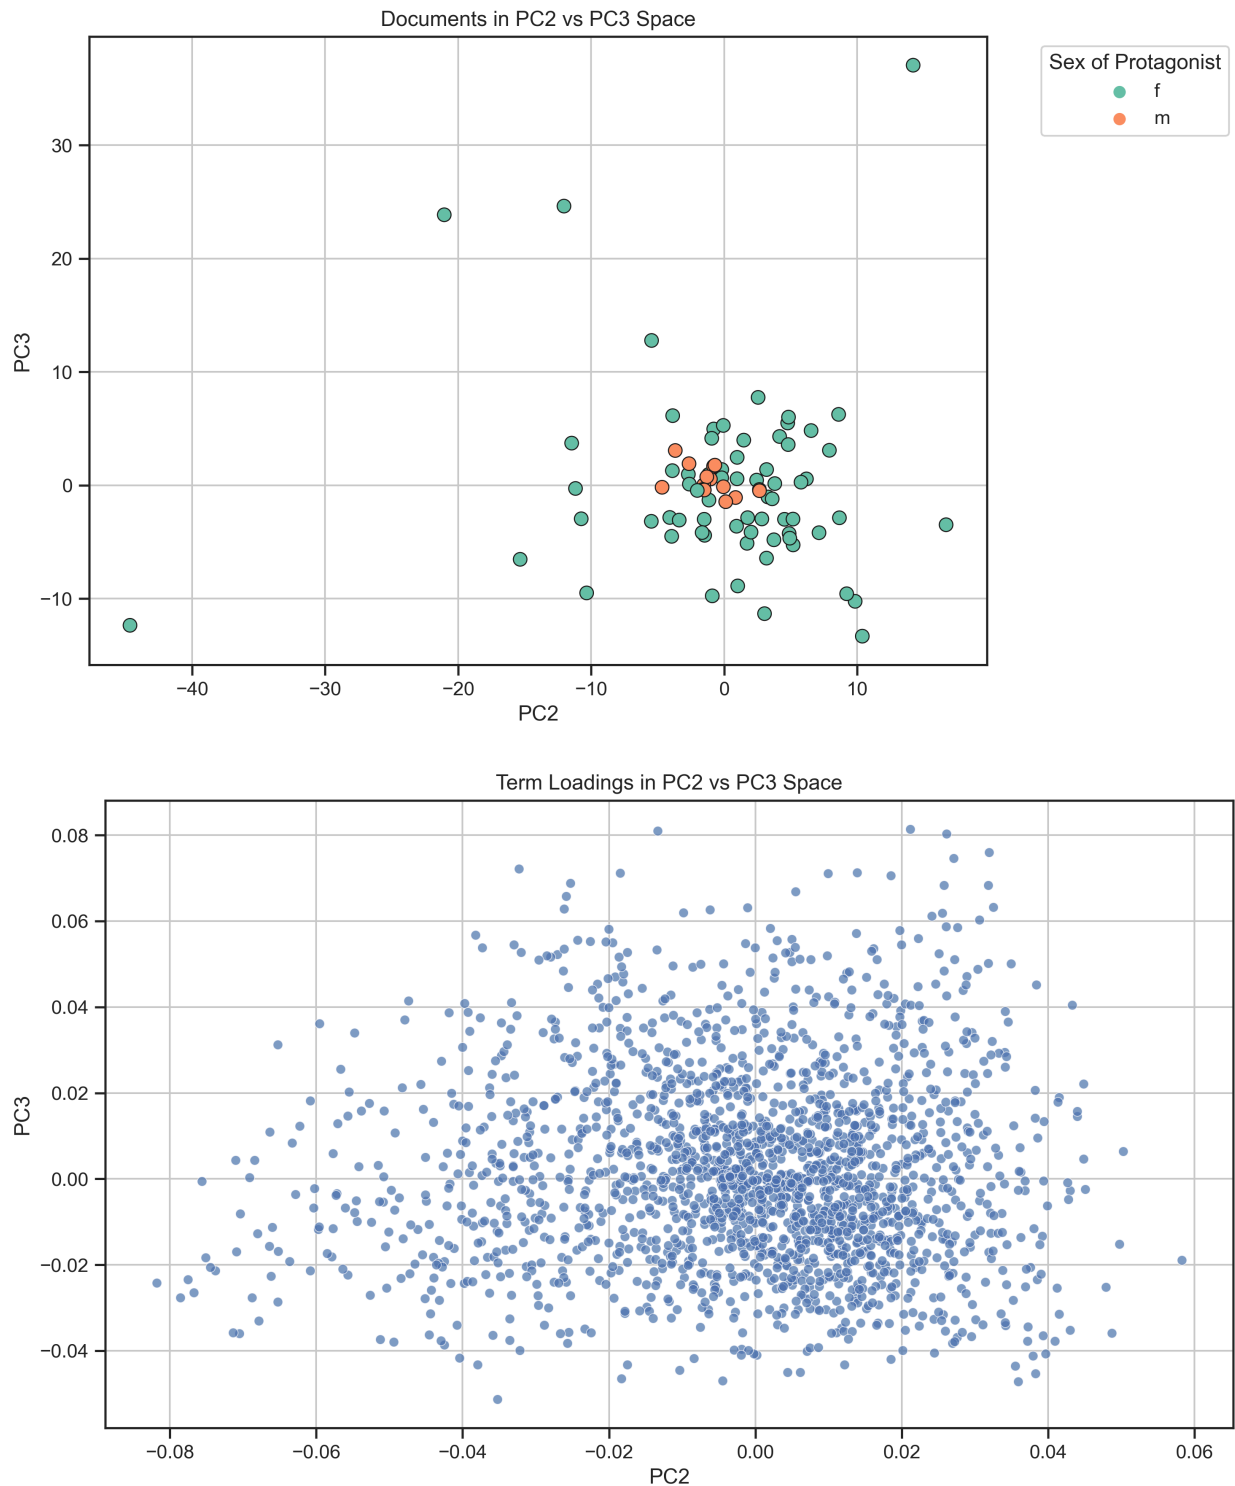 Documents in PC2 vs PC3 Space
Sex of Protagonist
f
m
30
20
10
0
−10
PC3
−40
−30
−20
−10
0
10
PC2
Term Loadings in PC2 vs PC3 Space
0.08
0.06
0.04
0.02
0.00
−0.02
−0.04
PC3
−0.08
−0.06
−0.04
−0.02
0.00
0.02
0.04
0.06
PC2